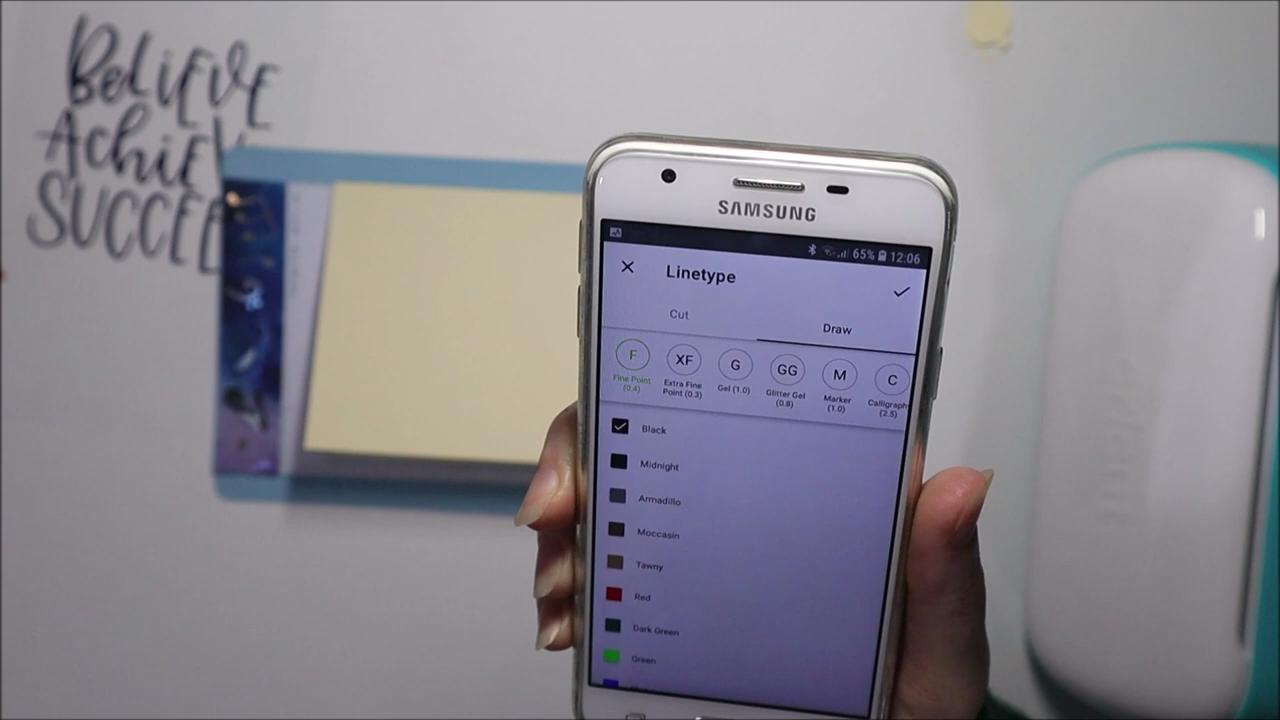 BELIEVE
ACHIEV
SUCCEE
SAMSUNG
65% 12:06
Linetype
Cut
Draw
F
Fine Point
(0.4)
XF
Extra Fine
Point (0.3)
G
Gel (1.0)
GG
Glitter Gel
(0.8)
M
Marker
(1.0)
C
Calligraph
(2.5)
Black
Midnight
Armadillo
Moccasin
Tawny
Red
Dark Green
Green
cricut